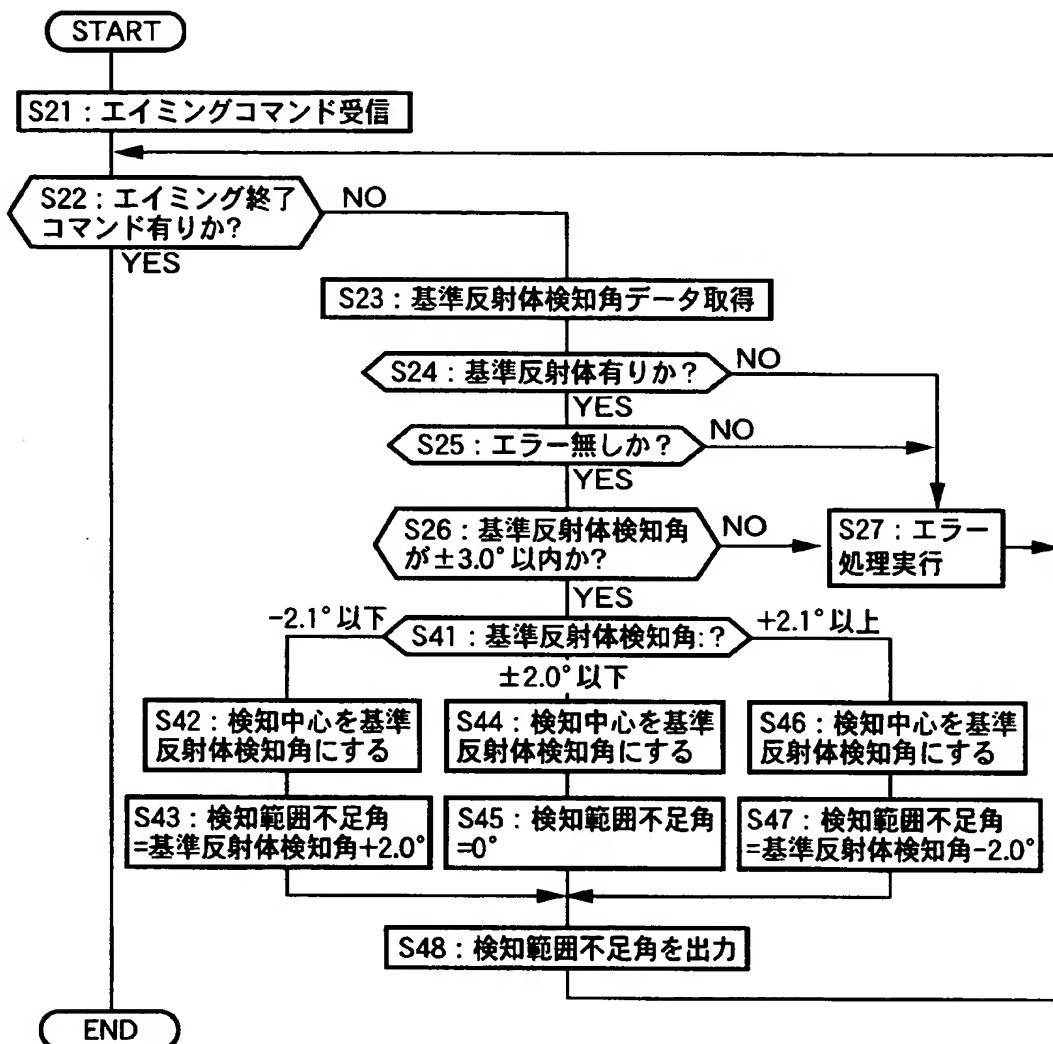 START
S21：エイミングコマンド受信
S22：エイミング終了
コマンド有りか?
NO
YES
S23：基準反射体検知角データ取得
S24：基準反射体有りか？
NO
YES
S25：エラー無しか？
NO
YES
S26：基準反射体検知角
が±3.0°以内か?
NO
S27：エラー
処理実行
YES
−2.1°以下
S41：基準反射体検知角:？
+2.1°以上
±2.0°以下
S42：検知中心を基準
反射体検知角にする
S44：検知中心を基準
反射体検知角にする
S46：検知中心を基準
反射体検知角にする
S43：検知範囲不足角
=基準反射体検知角+2.0°
S45：検知範囲不足角
=0°
S47：検知範囲不足角
=基準反射体検知角−2.0°
S48：検知範囲不足角を出力
END